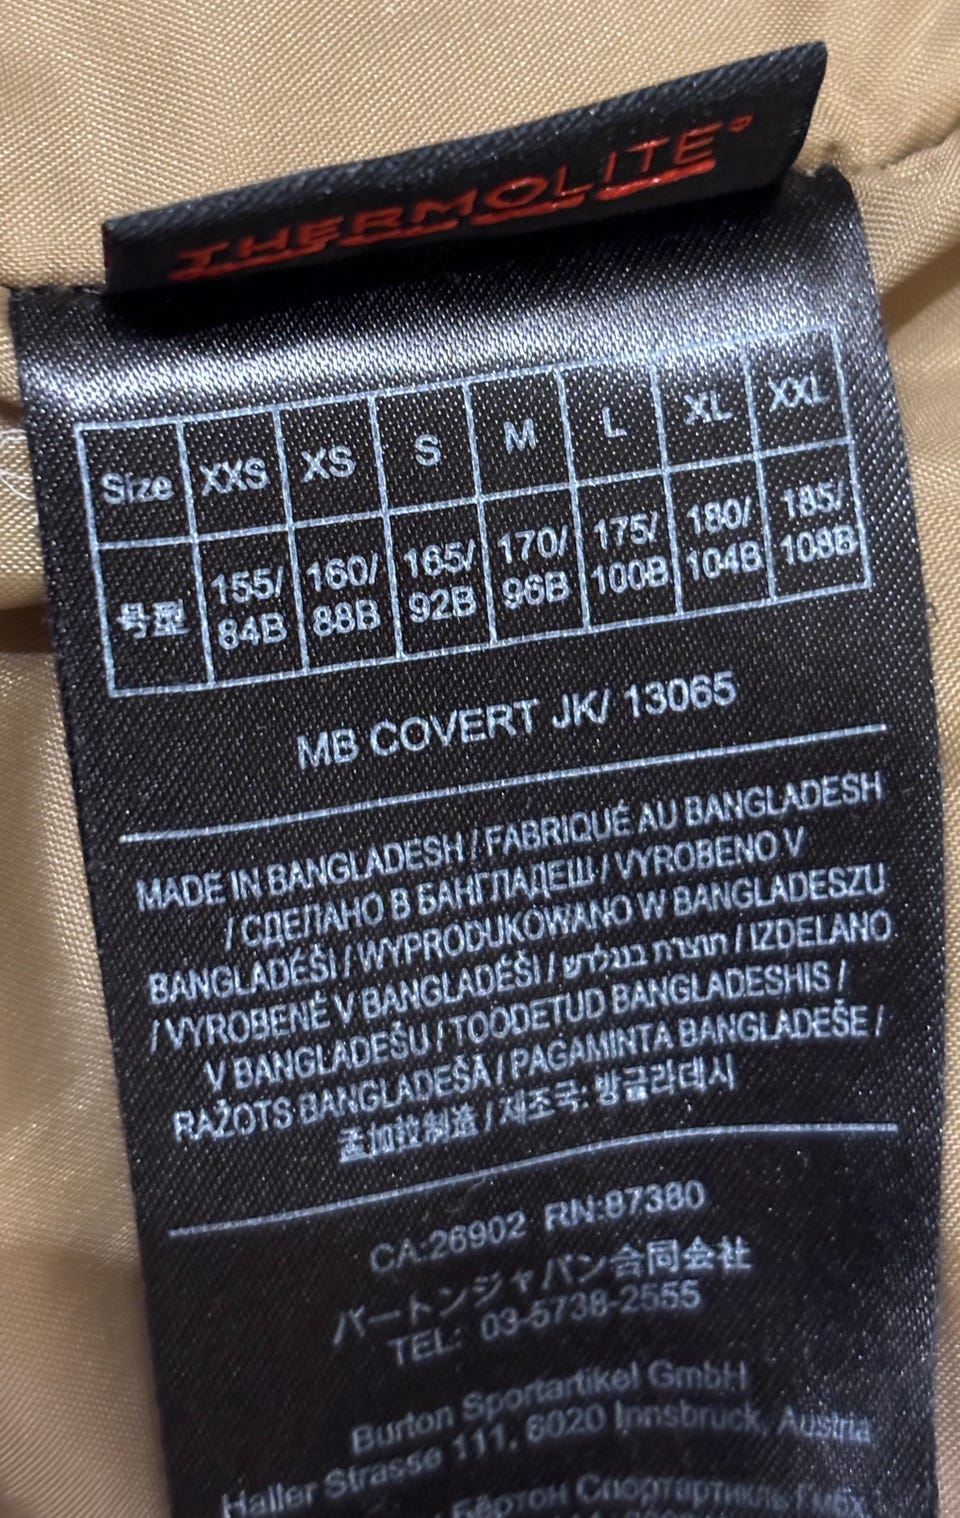 THERMOLITE®
Size XXS XS S M L XL XXL
号型 155/84B 160/88B 165/92B 170/96B 175/100B 180/104B 185/108B
MB COVERT JK/ 13065
MADE IN BANGLADESH / FABRIQUÉ AU BANGLADESH
/ СДЕЛАНО В БАНГЛАДЕШ / VYROBENO V
BANGLADÉŠI / WYPRODUKOWANO W BANGLADESZU
/ VYROBENÉ V BANGLADÉŠI / תוצרת בנגלדש / IZDELANO
V BANGLADEŠU / TOODETUD BANGLADESHIS /
RAŽOTS BANGLADEŠĀ / PAGAMINTA BANGLADEŠE /
孟加拉制造 / 제조국: 방글라데시
CA:26902 RN:87380
バートンジャパン合同会社
TEL: 03-5738-2555
Burton Sportartikel GmbH
Haller Strasse 111, 6020 Innsbruck, Austria
Бёртон Спортартикль Гмбх